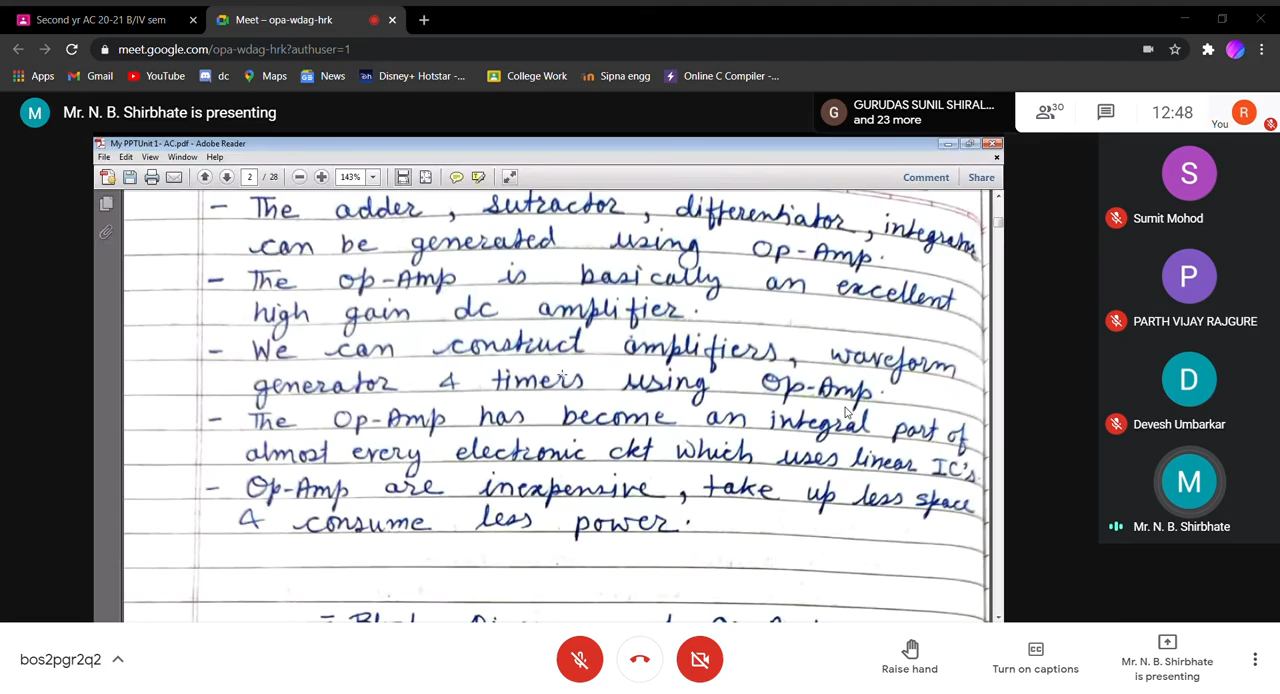 Second yr AC 20-21 B/IV sem
Meet – opa-wdag-hrk
meet.google.com/opa-wdag-hrk?authuser=1
Apps
Gmail
YouTube
dc
Maps
News
Disney+ Hotstar -...
College Work
Sipna engg
Online C Compiler -...
M
Mr. N. B. Shirbhate is presenting
G
GURUDAS SUNIL SHIRAL...
and 23 more
30
12:48
You
R
My PPTUnit 1- AC.pdf - Adobe Reader
File Edit View Window Help
2 / 28
143%
Comment
Share
- The adder, sutractor, differentiator, integrator
can be generated using Op-Amp.
- The op-Amp is basically an excellent
high gain dc amplifier.
- We can construct amplifiers, waveform
generator & timers using Op-Amp.
- The Op-Amp has become an integral part of
almost every electronic ckt which uses linear IC's.
- Op-Amp are inexpensive, take up less space
& consume less power.
S
Sumit Mohod
P
PARTH VIJAY RAJGURE
D
Devesh Umbarkar
M
Mr. N. B. Shirbhate
bos2pgr2q2
Raise hand
Turn on captions
Mr. N. B. Shirbhate
is presenting